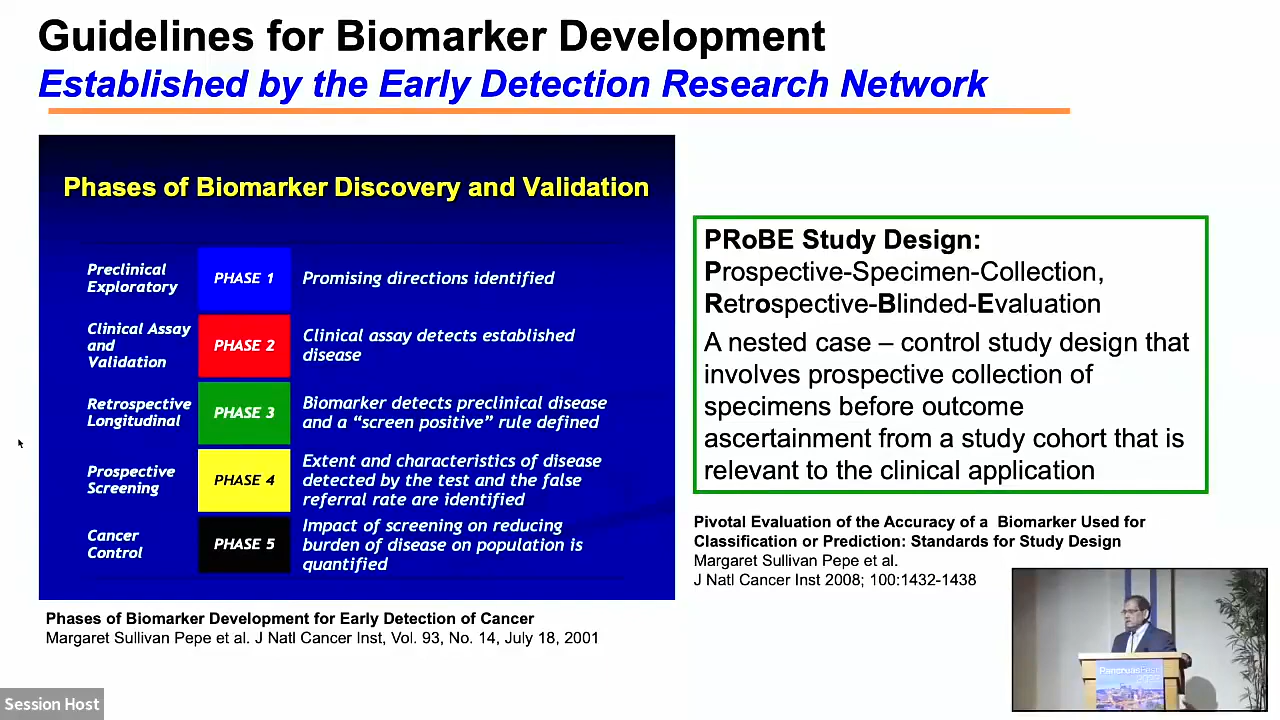 Guidelines for Biomarker Development
Established by the Early Detection Research Network
Phases of Biomarker Discovery and Validation
Preclinical
Exploratory
PHASE 1
Promising directions identified
Clinical Assay
and
Validation
PHASE 2
Clinical assay detects established
disease
Retrospective
Longitudinal
PHASE 3
Biomarker detects preclinical disease
and a “screen positive” rule defined
Prospective
Screening
PHASE 4
Extent and characteristics of disease
detected by the test and the false
referral rate are identified
Cancer
Control
PHASE 5
Impact of screening on reducing
burden of disease on population is
quantified
Phases of Biomarker Development for Early Detection of Cancer
Margaret Sullivan Pepe et al. J Natl Cancer Inst, Vol. 93, No. 14, July 18, 2001
PRoBE Study Design:
Prospective-Specimen-Collection,
Retrospective-Blinded-Evaluation
A nested case – control study design that
involves prospective collection of
specimens before outcome
ascertainment from a study cohort that is
relevant to the clinical application
Pivotal Evaluation of the Accuracy of a Biomarker Used for
Classification or Prediction: Standards for Study Design
Margaret Sullivan Pepe et al.
J Natl Cancer Inst 2008; 100:1432-1438
PancreasFest
Session Host